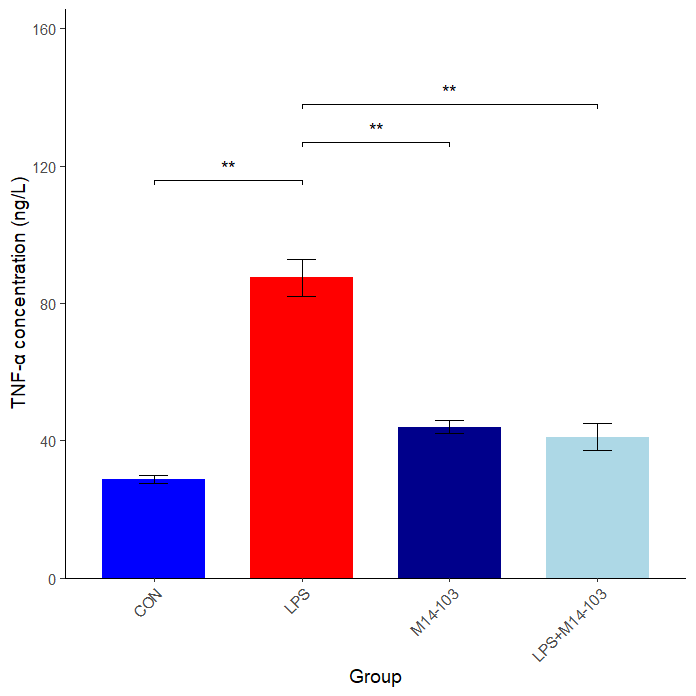 TNF-α concentration (ng/L)
160
120
80
40
0
**
**
**
CON
LPS
M14-103
LPS+M14-103
Group